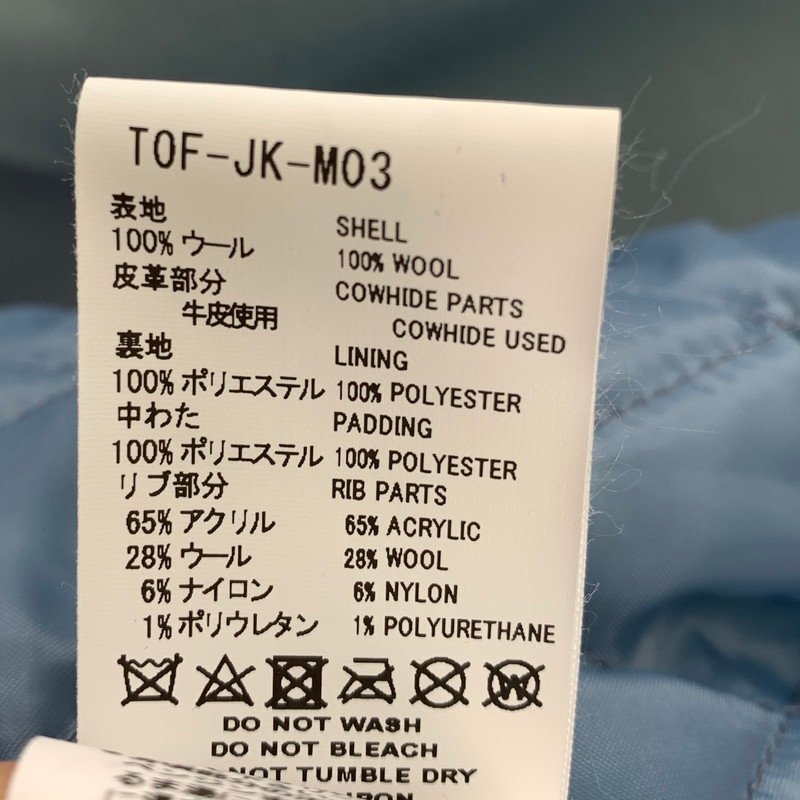 TOF-JK-M03
表地 SHELL
100% ウール 100% WOOL
皮革部分 COWHIDE PARTS
牛皮使用 COWHIDE USED
裏地 LINING
100% ポリエステル 100% POLYESTER
中わた PADDING
100% ポリエステル 100% POLYESTER
リブ部分 RIB PARTS
65% アクリル 65% ACRYLIC
28% ウール 28% WOOL
6% ナイロン 6% NYLON
1% ポリウレタン 1% POLYURETHANE
W
DO NOT WASH
DO NOT BLEACH
NOT TUMBLE DRY